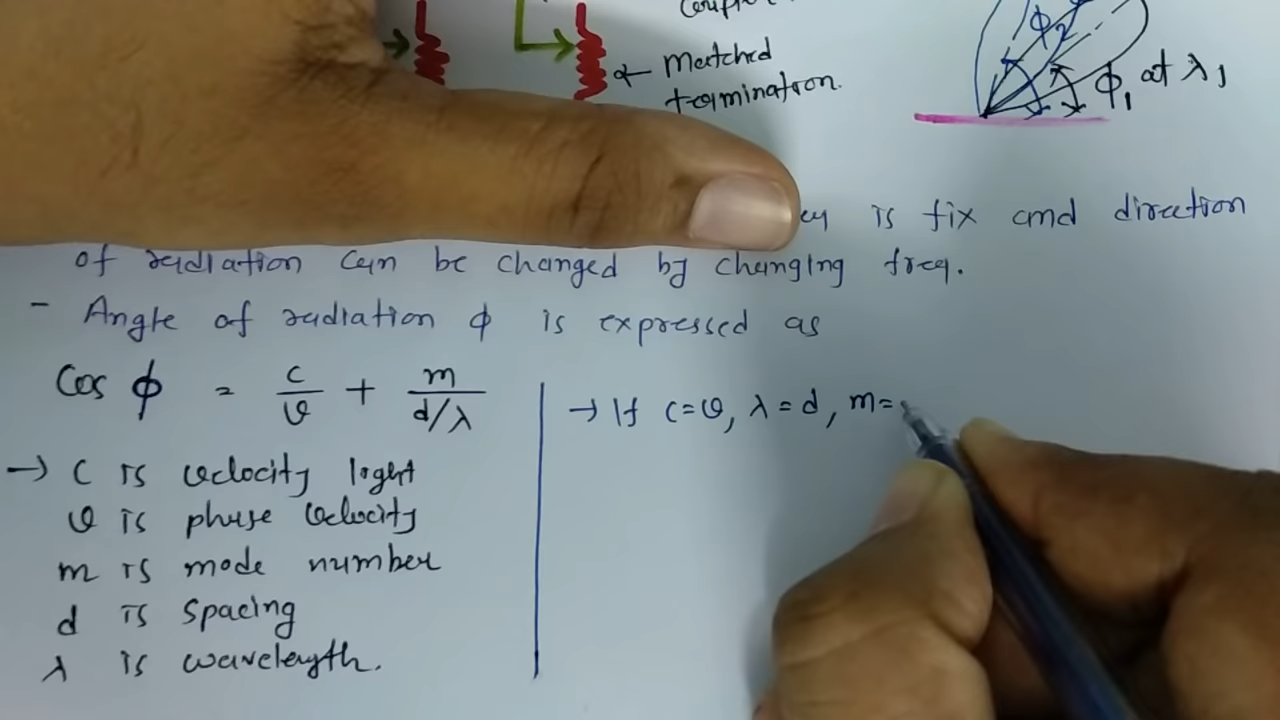 Matched
termination.
ϕ2
ϕ1 at λ1
is fix and direction
of radiation can be changed by changing freq.
- Angle of radiation ϕ is expressed as
Cos ϕ = c/v + m/(d/λ)
→ C is velocity light
v is phase velocity
m is mode number
d is spacing
λ is wavelength.
→ If c=v, λ=d, m=